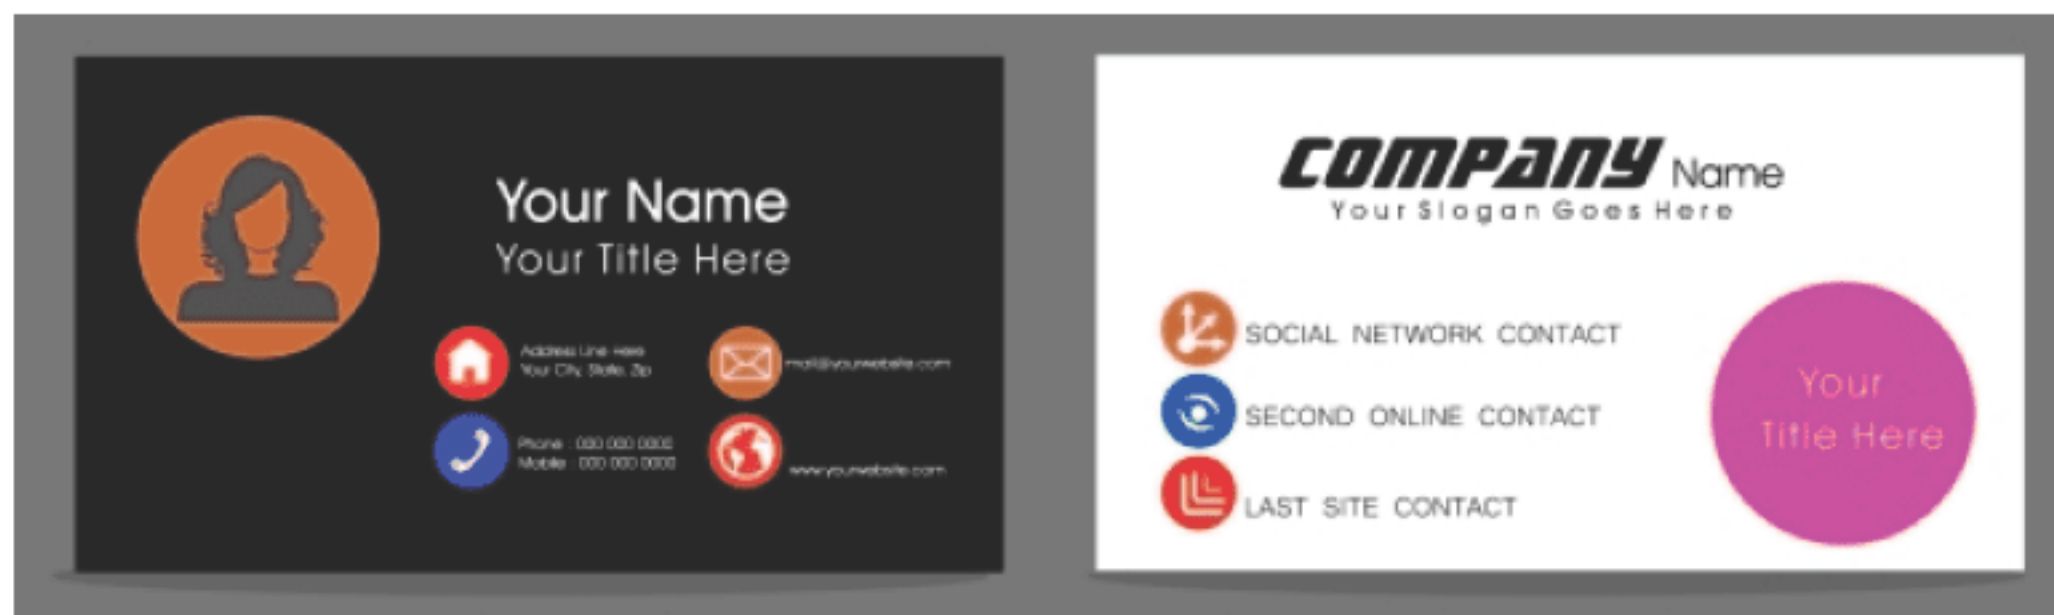 Your Name
Your Title Here
Address Line Here
Your City, State, Zip
mail@yourwebsite.com
Phone : 000 000 0000
Mobile : 000 000 0000
www.yourwebsite.com
COMPANY Name
Your Slogan Goes Here
SOCIAL NETWORK CONTACT
SECOND ONLINE CONTACT
LAST SITE CONTACT
Your
Title Here